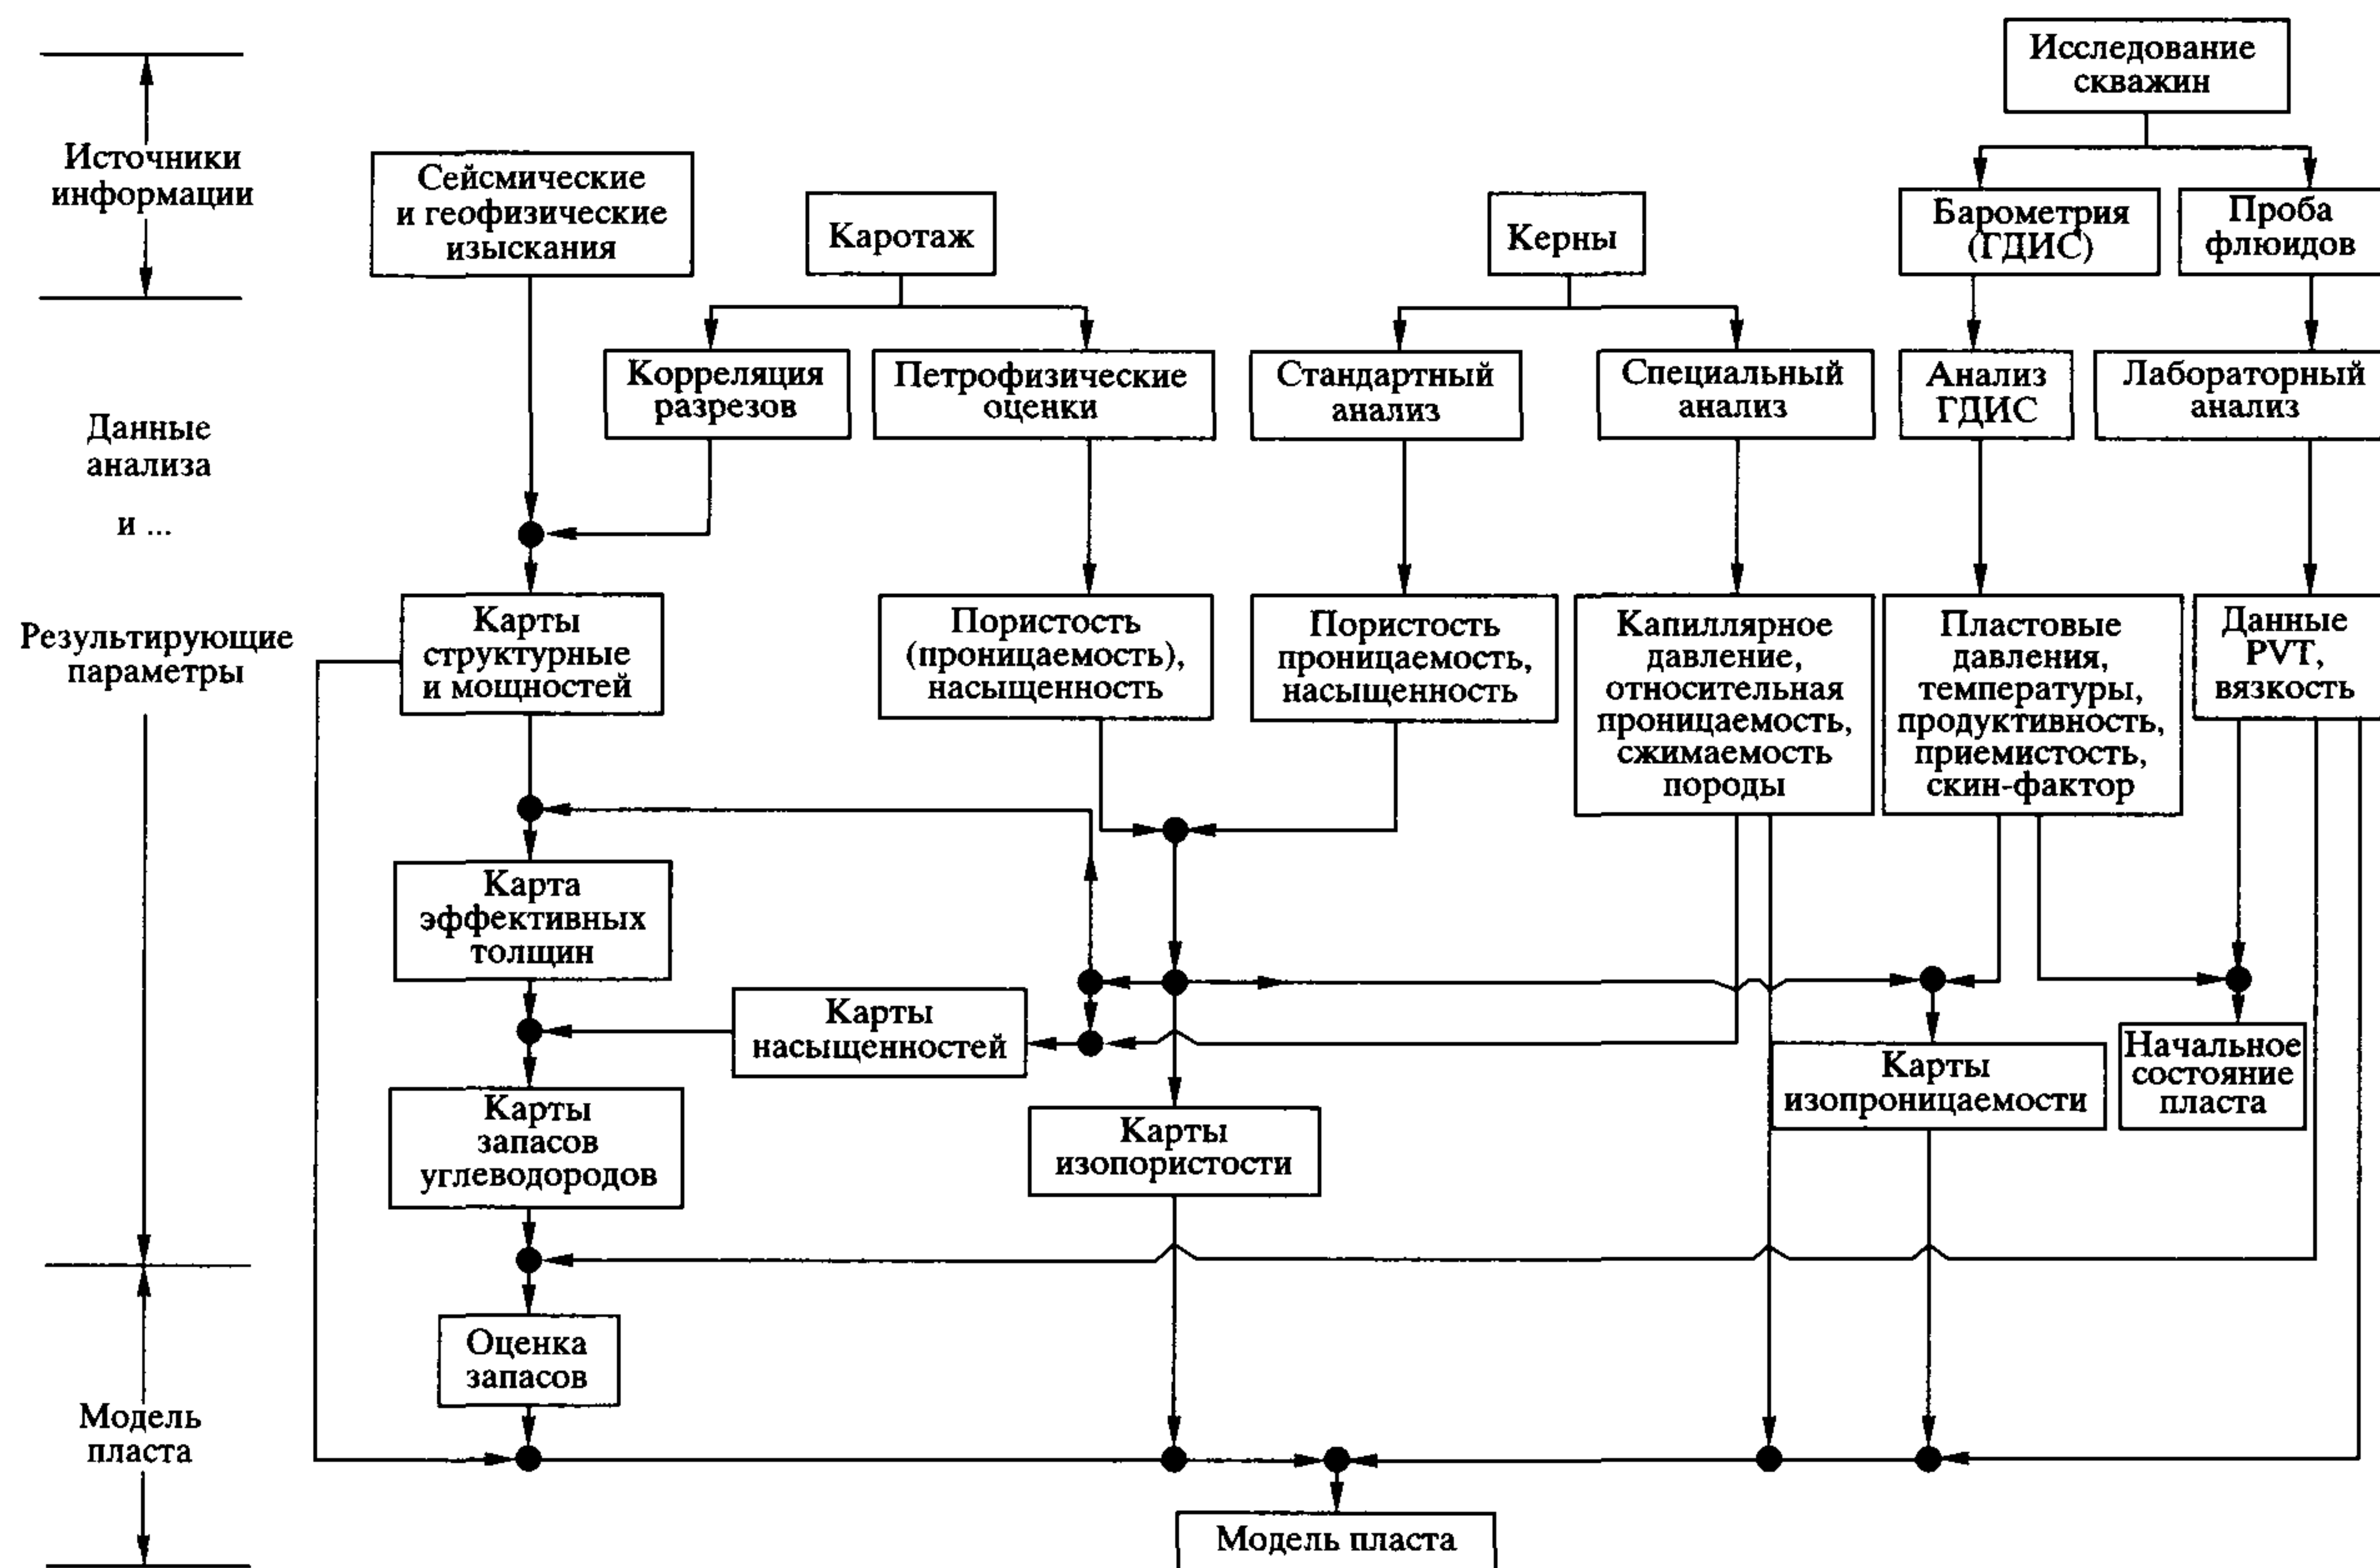 Исследование
скважин
Источники
информации
Сейсмические
и геофизические
изыскания
Каротаж
Керны
Барометрия
(ГДИС)
Проба
флюидов
Данные
анализа
и ...
Корреляция
разрезов
Петрофизические
оценки
Стандартный
анализ
Специальный
анализ
Анализ
ГДИС
Лабораторный
анализ
Результирующие
параметры
Карты
структурные
и мощностей
Пористость
(проницаемость),
насыщенность
Пористость
проницаемость,
насыщенность
Капиллярное
давление,
относительная
проницаемость,
сжимаемость
породы
Пластовые
давления,
температуры,
продуктивность,
приемистость,
скин-фактор
Данные
PVT,
вязкость
Карта
эффективных
толщин
Карты
насыщенностей
Карты
изопроницаемости
Начальное
состояние
пласта
Карты
запасов
углеводородов
Карты
изопористости
Оценка
запасов
Модель
пласта
Модель пласта